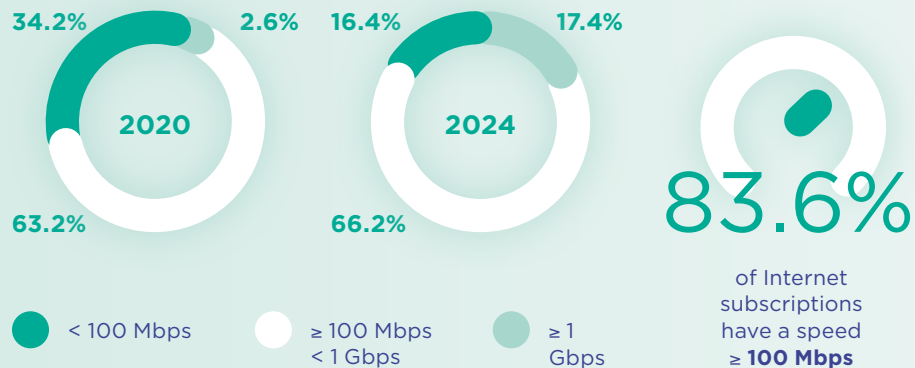 34.2%
2.6%
2020
63.2%
16.4%
17.4%
2024
66.2%
83.6%
of Internet
subscriptions
have a speed
≥ 100 Mbps
< 100 Mbps
≥ 100 Mbps
< 1 Gbps
≥ 1
Gbps